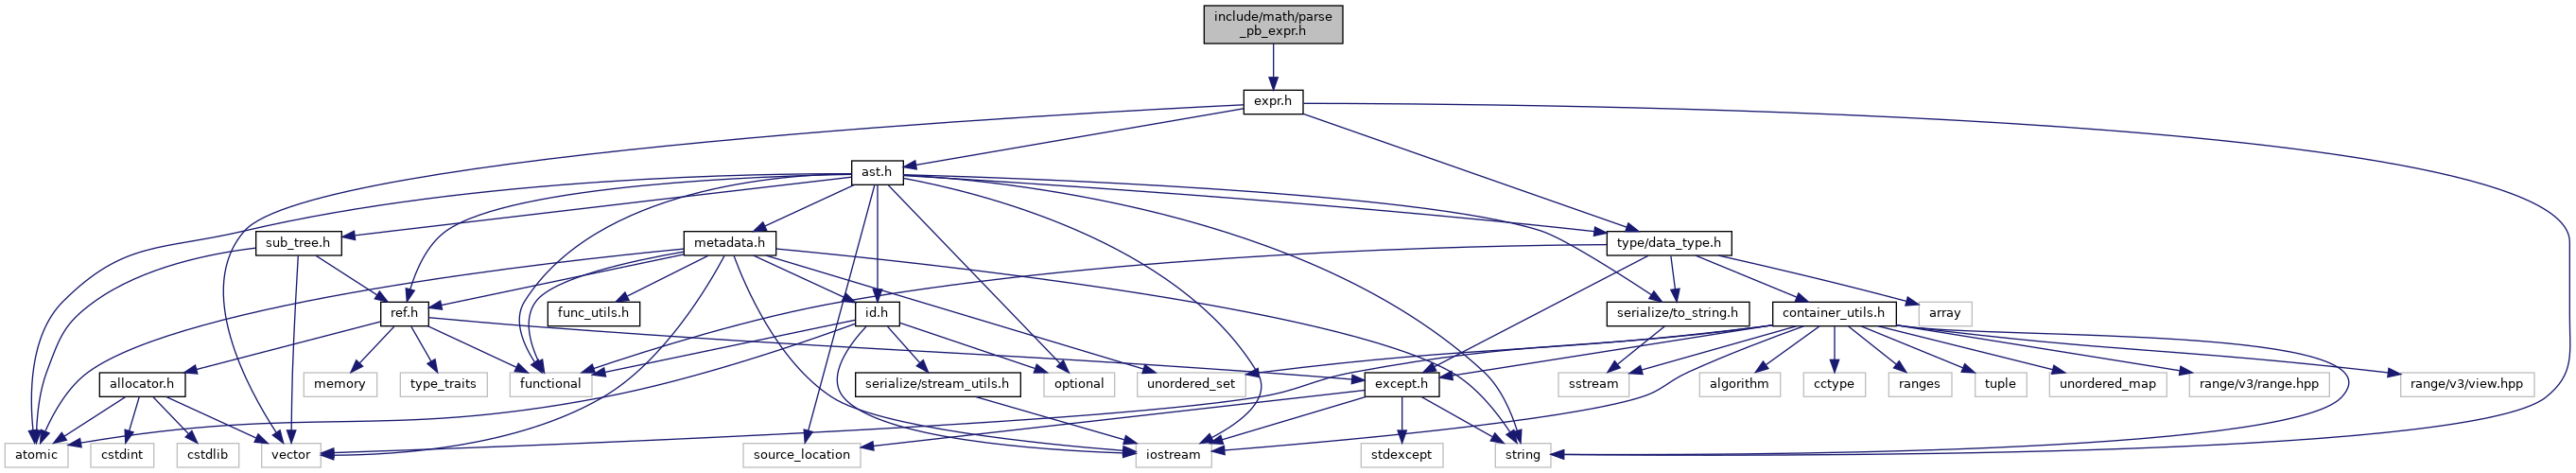 include/math/parse
_pb_expr.h
expr.h
ast.h
sub_tree.h
metadata.h
type/data_type.h
ref.h
func_utils.h
id.h
serialize/to_string.h
container_utils.h
array
allocator.h
memory
type_traits
functional
serialize/stream_utils.h
optional
unordered_set
except.h
sstream
algorithm
cctype
ranges
tuple
unordered_map
range/v3/range.hpp
range/v3/view.hpp
atomic
cstdint
cstdlib
vector
source_location
iostream
stdexcept
string